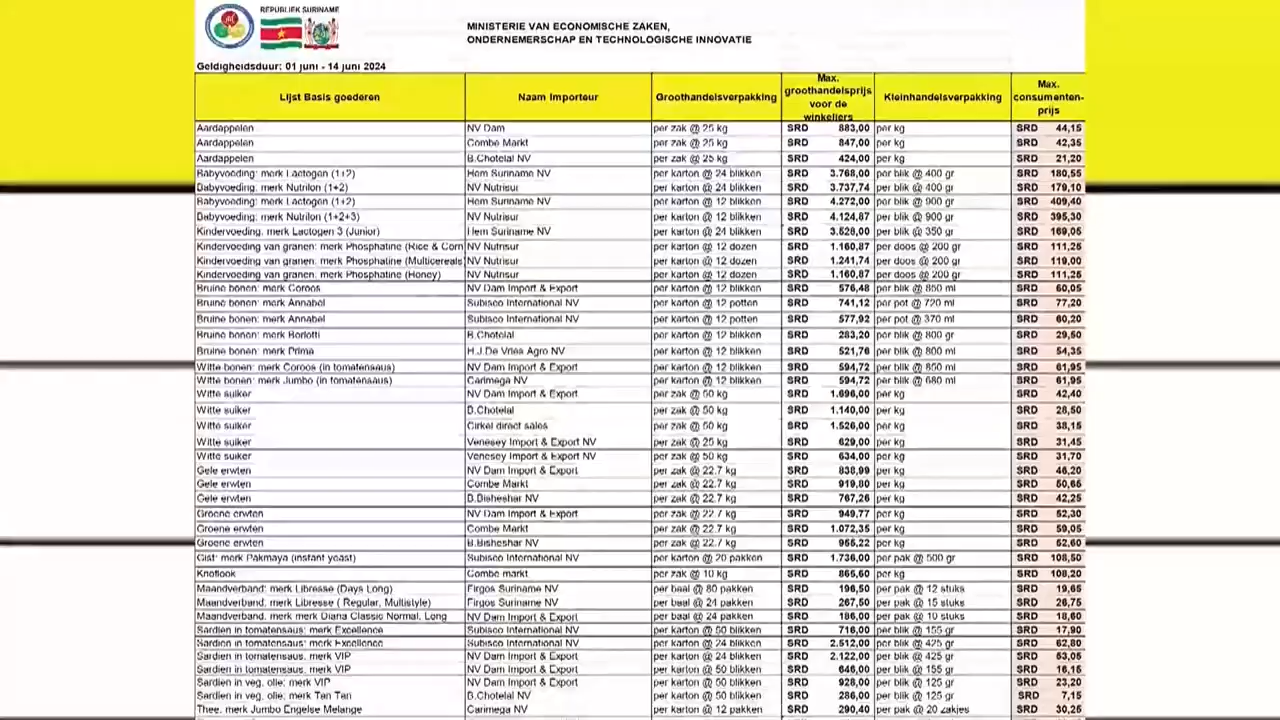 REPUBLIEK SURINAME
MINISTERIE VAN ECONOMISCHE ZAKEN,
ONDERNEMERSCHAP EN TECHNOLOGISCHE INNOVATIE
Geldigheidsduur: 01 juni - 14 juni 2024
Lijst Basis goederen Naam Importeur Groothandelsverpakking Max. groothandelsprijs voor de winkeliers Kleinhandelsverpakking Max. consumenten-prijs
Aardappelen NV Dam per zak @ 25 kg SRD 883,00 per kg SRD 44,15
Aardappelen Combe Markt per zak @ 25 kg SRD 847,00 per kg SRD 42,35
Aardappelen B.Chotelal NV per zak @ 25 kg SRD 424,00 per kg SRD 21,20
Babyvoeding: merk Lactogen (1+2) Hem Suriname NV per karton @ 24 blikken SRD 3.768,00 per blik @ 400 gr SRD 180,55
Babyvoeding: merk Nutrilon (1+2) NV Nutrisur per karton @ 24 blikken SRD 3.737,74 per blik @ 400 gr SRD 179,10
Babyvoeding: merk Lactogen (1+2) Hem Suriname NV per karton @ 12 blikken SRD 4.272,00 per blik @ 900 gr SRD 409,40
Babyvoeding: merk Nutrilon (1+2+3) NV Nutrisur per karton @ 12 blikken SRD 4.124,87 per blik @ 900 gr SRD 395,30
Kindervoeding: merk Lactogen 3 (Junior) Hem Suriname NV per karton @ 24 blikken SRD 3.528,00 per blik @ 350 gr SRD 169,05
Kindervoeding van granen: merk Phosphatine (Rice & Corn NV Nutrisur per karton @ 12 dozen SRD 1.160,87 per doos @ 200 gr SRD 111,25
Kindervoeding van granen: merk Phosphatine (Multicereals NV Nutrisur per karton @ 12 dozen SRD 1.241,74 per doos @ 200 gr SRD 119,00
Kindervoeding van granen: merk Phosphatine (Honey) NV Nutrisur per karton @ 12 dozen SRD 1.160,87 per doos @ 200 gr SRD 111,25
Bruine bonen: merk Coroos NV Dam Import & Export per karton @ 12 blikken SRD 576,48 per blik @ 850 ml SRD 60,05
Bruine bonen: merk Annabel Subisco International NV per karton @ 12 potten SRD 741,12 per pot @ 720 ml SRD 77,20
Bruine bonen: merk Annabel Subisco International NV per karton @ 12 potten SRD 577,92 per pot @ 370 ml SRD 60,20
Bruine bonen: merk Borlotti B.Chotelal per karton @ 12 blikken SRD 283,20 per blik @ 800 gr SRD 29,50
Bruine bonen: merk Prima H.J.De Vries Agro NV per karton @ 12 blikken SRD 521,76 per blik @ 800 ml SRD 54,35
Witte bonen: merk Coroos (in tomatensaus) NV Dam Import & Export per karton @ 12 blikken SRD 594,72 per blik @ 850 ml SRD 61,95
Witte bonen: merk Jumbo (in tomatensaus) Carimega NV per karton @ 12 blikken SRD 594,72 per blik @ 680 ml SRD 61,95
Witte suiker NV Dam Import & Export per zak @ 50 kg SRD 1.696,00 per kg SRD 42,40
Witte suiker B.Chotelal per zak @ 50 kg SRD 1.140,00 per kg SRD 28,50
Witte suiker Cirkel direct sales per zak @ 50 kg SRD 1.526,00 per kg SRD 38,15
Witte suiker Venesey Import & Export NV per zak @ 25 kg SRD 629,00 per kg SRD 31,45
Witte suiker Venesey Import & Export NV per zak @ 50 kg SRD 634,00 per kg SRD 31,70
Gele erwten NV Dam Import & Export per zak @ 22.7 kg SRD 838,99 per kg SRD 46,20
Gele erwten Combe Markt per zak @ 22.7 kg SRD 919,80 per kg SRD 50,65
Gele erwten B.Bisheshar NV per zak @ 22.7 kg SRD 767,26 per kg SRD 42,25
Groene erwten NV Dam Import & Export per zak @ 22.7 kg SRD 949,77 per kg SRD 52,30
Groene erwten Combe Markt per zak @ 22.7 kg SRD 1.072,35 per kg SRD 59,05
Groene erwten B.Bisheshar NV per zak @ 22.7 kg SRD 955,22 per kg SRD 52,60
Gist: merk Pakmaya (instant yeast) Subisco International NV per karton @ 20 pakken SRD 1.736,00 per pak @ 500 gr SRD 108,50
Knoflook Combe markt per zak @ 10 kg SRD 865,60 per kg SRD 108,20
Maandverband: merk Libresse (Days Long) Firgos Suriname NV per baal @ 80 pakken SRD 196,50 per pak @ 12 stuks SRD 19,65
Maandverband: merk Libresse ( Regular, Multistyle) Firgos Suriname NV per baal @ 24 pakken SRD 267,50 per pak @ 15 stuks SRD 26,75
Maandverband: merk merk Diana Classic Normal, Long NV Dam Import & Export per baal @ 24 pakken SRD 186,00 per pak @ 10 stuks SRD 18,60
Sardien in tomatensaus: merk Excellence Subisco International NV per karton @ 50 blikken SRD 716,00 per blik @ 155 gr SRD 17,90
Sardien in tomatensaus: merk Excellence Subisco International NV per karton @ 24 blikken SRD 2.512,00 per blik @ 425 gr SRD 62,80
Sardien in tomatensaus: merk VIP NV Dam Import & Export per karton @ 24 blikken SRD 2.122,00 per blik @ 425 gr SRD 53,05
Sardien in tomatensaus: merk VIP NV Dam Import & Export per karton @ 50 blikken SRD 646,00 per blik @ 155 gr SRD 16,15
Sardien in veg. olie: merk VIP NV Dam Import & Export per karton @ 50 blikken SRD 928,00 per blik @ 125 gr SRD 23,20
Sardien in veg. olie: merk Tan Tan B.Chotelal NV per karton @ 50 blikken SRD 286,00 per blik @ 125 gr SRD 7,15
Thee: merk Jumbo Engelse Melange Carimega NV per karton @ 12 pakken SRD 290,40 per pak @ 20 zakjes SRD 30,25